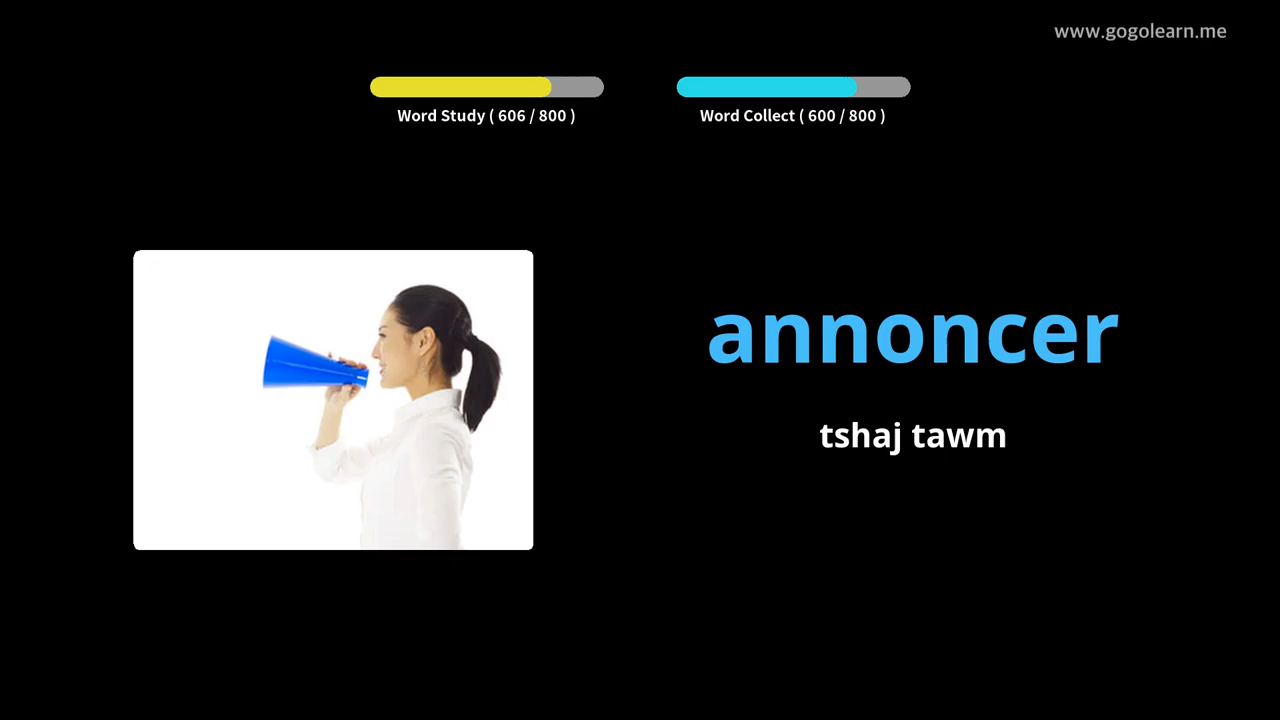 www.gogolearn.me
Word Study ( 606 / 800 )
Word Collect ( 600 / 800 )
annoncer
tshaj tawm